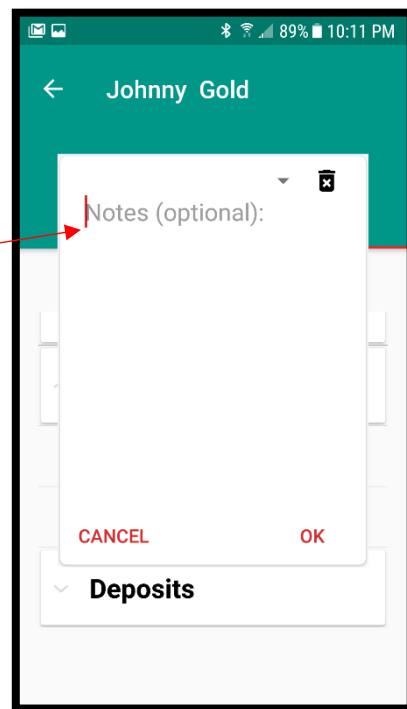 89% 10:11 PM
Johnny Gold
Notes (optional):
CANCEL OK
Deposits